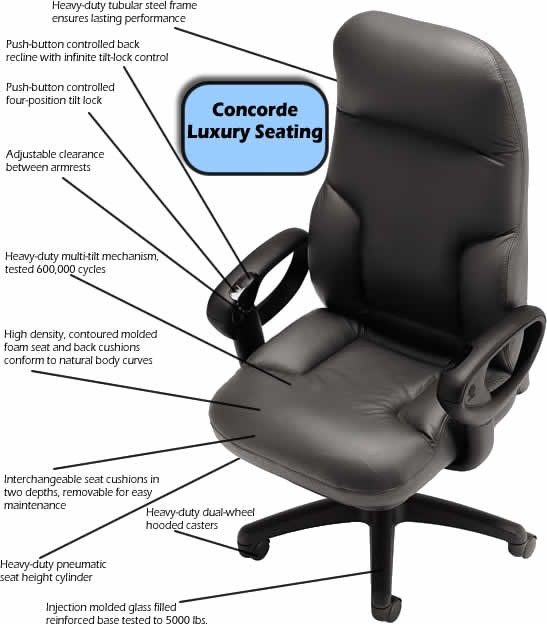 Heavy-duty tubular steel frame
ensures lasting performance
Push-button controlled back
recline with infinite tilt-lock control
Push-button controlled
four-position tilt lock
Concorde
Luxury Seating
Adjustable clearance
between armrests
Heavy-duty multi-tilt mechanism,
tested 600,000 cycles
High density, contoured molded
foam seat and back cushions
conform to natural body curves
Interchangeable seat cushions in
two depths, removable for easy
maintenance
Heavy-duty dual-wheel
hooded casters
Heavy-duty pneumatic
seat height cylinder
Injection molded glass filled
reinforced base tested to 5000 lbs.